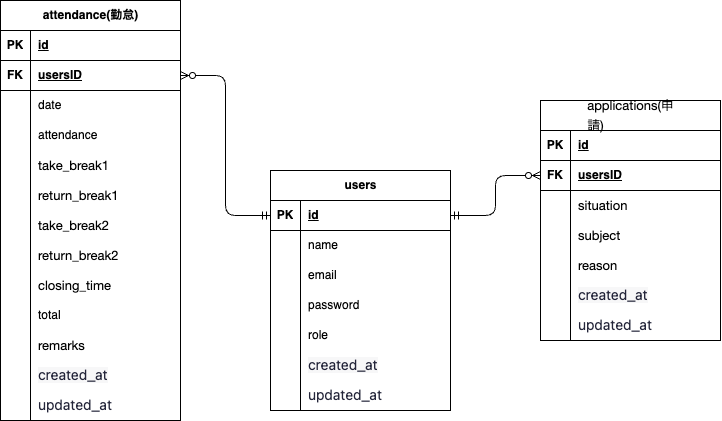 attendance(勤怠)
PK id
FK usersID
date
attendance
take_break1
return_break1
take_break2
return_break2
closing_time
total
remarks
created_at
updated_at
users
PK id
name
email
password
role
created_at
updated_at
applications(申
請)
PK id
FK usersID
situation
subject
reason
created_at
updated_at